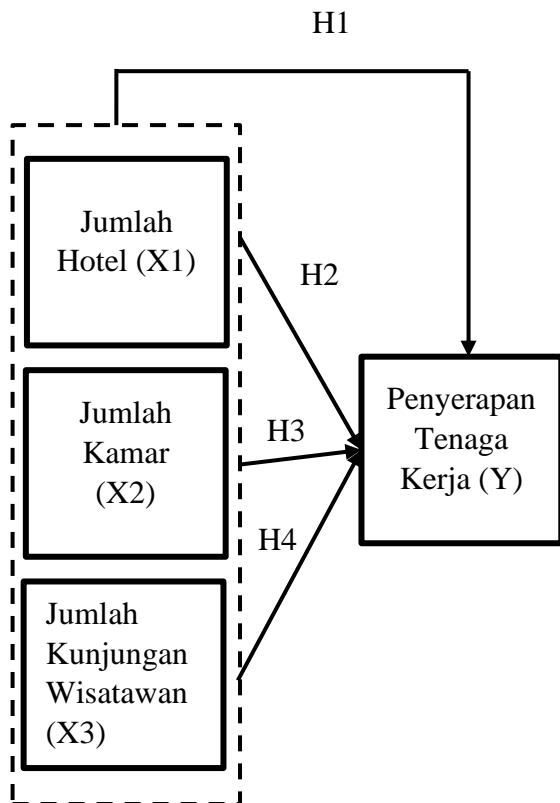 H1
Jumlah
Hotel (X1)
H2
Jumlah
Kamar
(X2)
H3
Penyerapan
Tenaga
Kerja (Y)
H4
Jumlah
Kunjungan
Wisatawan
(X3)